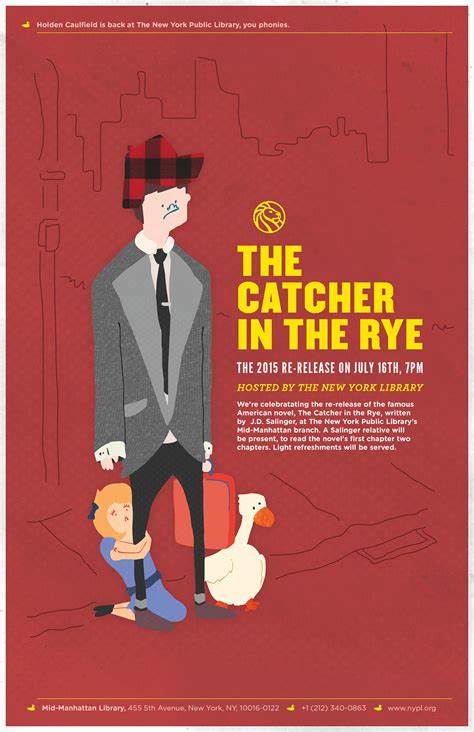 Holden Caulfield is back at The New York Public Library, you phonies.
THE
CATCHER
IN THE RYE
THE 2015 RE-RELEASE ON JULY 16TH, 7PM
HOSTED BY THE NEW YORK LIBRARY
We're celebratating the re-release of the famous
American novel, The Catcher in the Rye, written
by J.D. Salinger, at The New York Public Library's
Mid-Manhattan branch. A Salinger relative will
be present, to read the novel's first chapter two
chapters. Light refreshments will be served.
Mid-Manhattan Library, 455 5th Avenue, New York, NY, 10016-0122 +1 (212) 340-0863 www.nypl.org